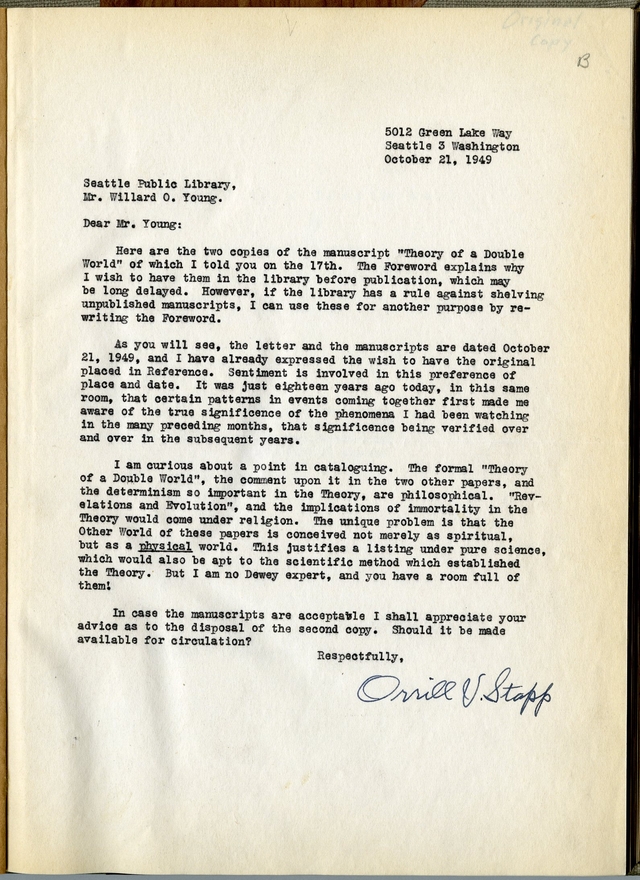 Original
Copy
B
5012 Green Lake Way
Seattle 3 Washington
October 21, 1949
Seattle Public Library,
Mr. Willard O. Young.
Dear Mr. Young:
Here are the two copies of the manuscript "Theory of a Double
World" of which I told you on the 17th. The Foreword explains why
I wish to have them in the library before publication, which may
be long delayed. However, if the library has a rule against shelving
unpublished manuscripts, I can use these for another purpose by re-
writing the Foreword.
As you will see, the letter and the manuscripts are dated October
21, 1949, and I have already expressed the wish to have the original
placed in Reference. Sentiment is involved in this preference of
place and date. It was just eighteen years ago today, in this same
room, that certain patterns in events coming together first made me
aware of the true significance of the phenomena I had been watching
in the many preceding months, that significance being verified over
and over in the subsequent years.
I am curious about a point in cataloguing. The formal "Theory
of a Double World", the comment upon it in the two other papers, and
the determinism so important in the Theory, are philosophical. "Rev-
elations and Evolution", and the implications of immortality in the
Theory would come under religion. The unique problem is that the
Other World of these papers is conceived not merely as spiritual,
but as a physical world. This justifies a listing under pure science,
which would also be apt to the scientific method which established
the Theory. But I am no Dewey expert, and you have a room full of
them!
In case the manuscripts are acceptable I shall appreciate your
advice as to the disposal of the second copy. Should it be made
available for circulation?
Respectfully,
Orrill V. Stapp